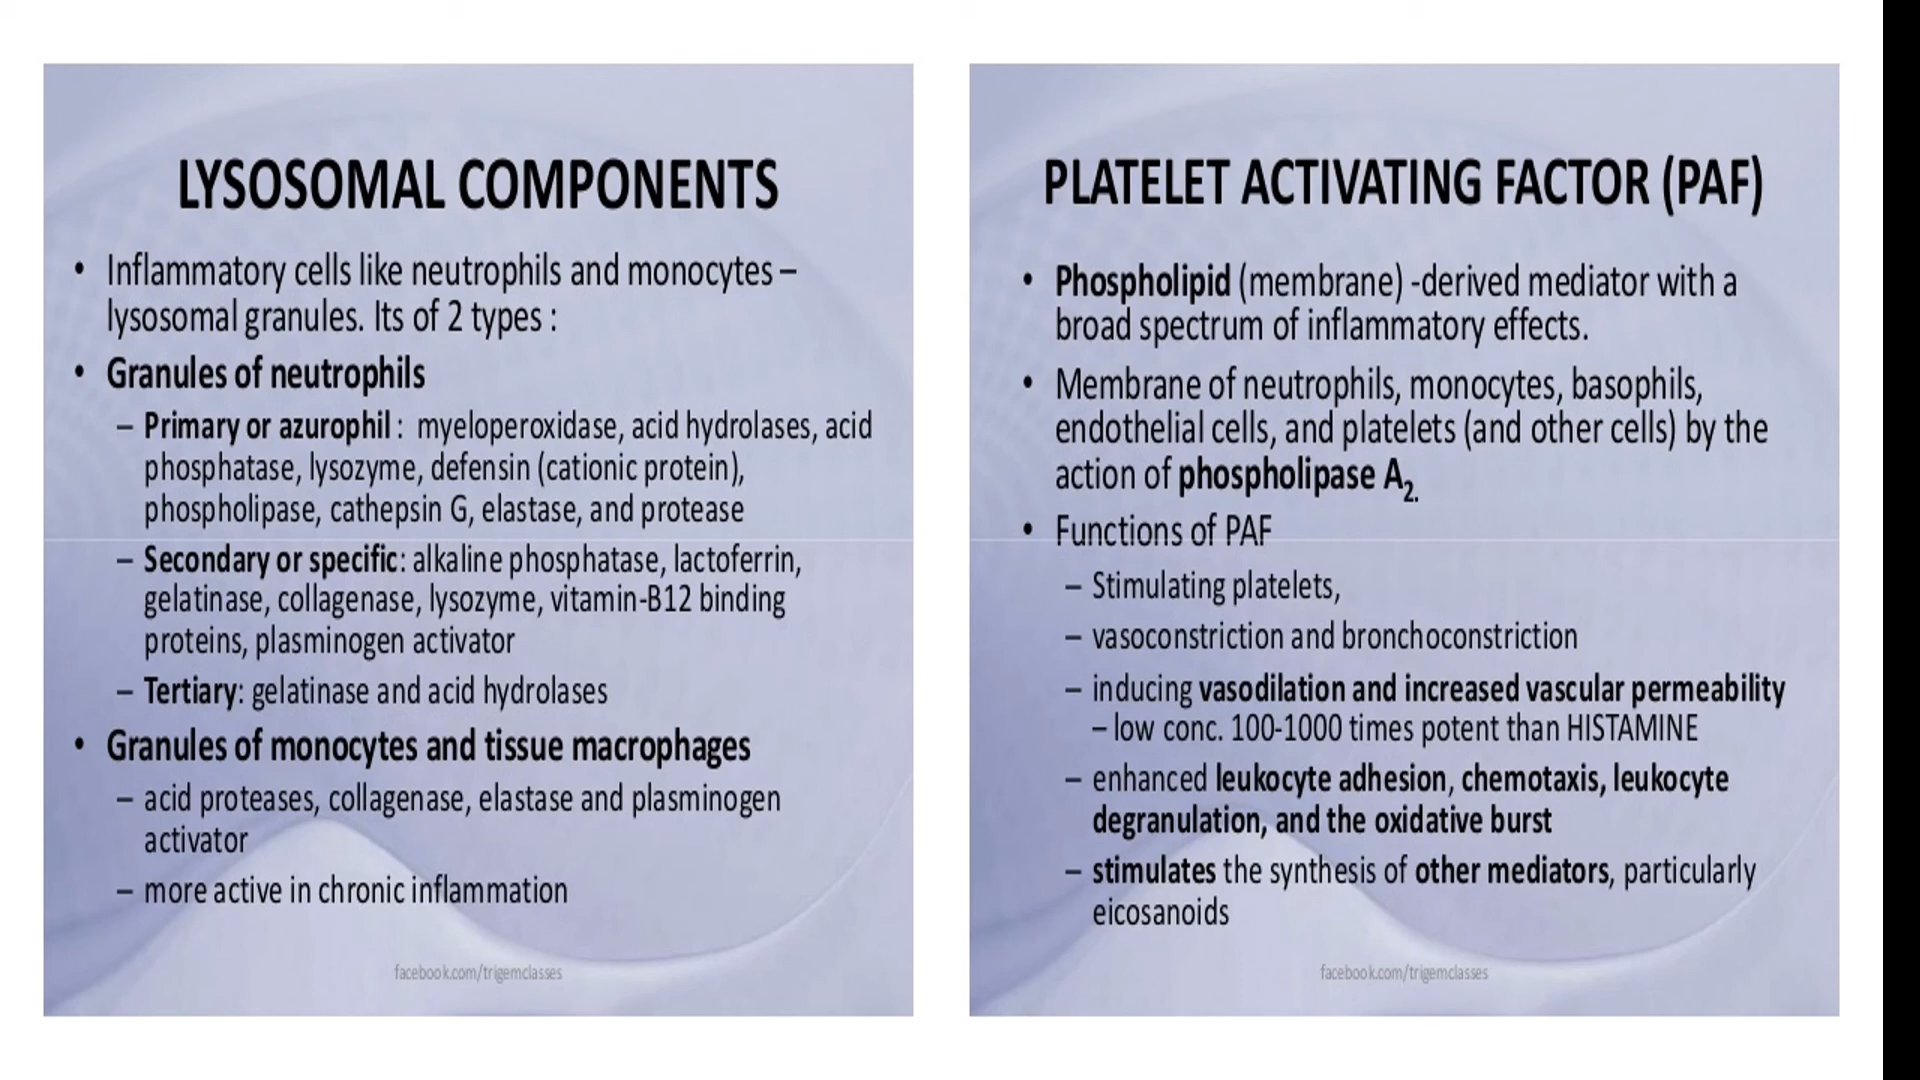 LYSOSOMAL COMPONENTS
• Inflammatory cells like neutrophils and monocytes –
lysosomal granules. Its of 2 types :
• Granules of neutrophils
– Primary or azurophil : myeloperoxidase, acid hydrolases, acid
phosphatase, lysozyme, defensin (cationic protein),
phospholipase, cathepsin G, elastase, and protease
– Secondary or specific: alkaline phosphatase, lactoferrin,
gelatinase, collagenase, lysozyme, vitamin-B12 binding
proteins, plasminogen activator
– Tertiary: gelatinase and acid hydrolases
• Granules of monocytes and tissue macrophages
– acid proteases, collagenase, elastase and plasminogen
activator
– more active in chronic inflammation
facebook.com/trigemclasses
PLATELET ACTIVATING FACTOR (PAF)
• Phospholipid (membrane) -derived mediator with a
broad spectrum of inflammatory effects.
• Membrane of neutrophils, monocytes, basophils,
endothelial cells, and platelets (and other cells) by the
action of phospholipase A2.
• Functions of PAF
– Stimulating platelets,
– vasoconstriction and bronchoconstriction
– inducing vasodilation and increased vascular permeability
– low conc. 100-1000 times potent than HISTAMINE
– enhanced leukocyte adhesion, chemotaxis, leukocyte
degranulation, and the oxidative burst
– stimulates the synthesis of other mediators, particularly
eicosanoids
facebook.com/trigemclasses